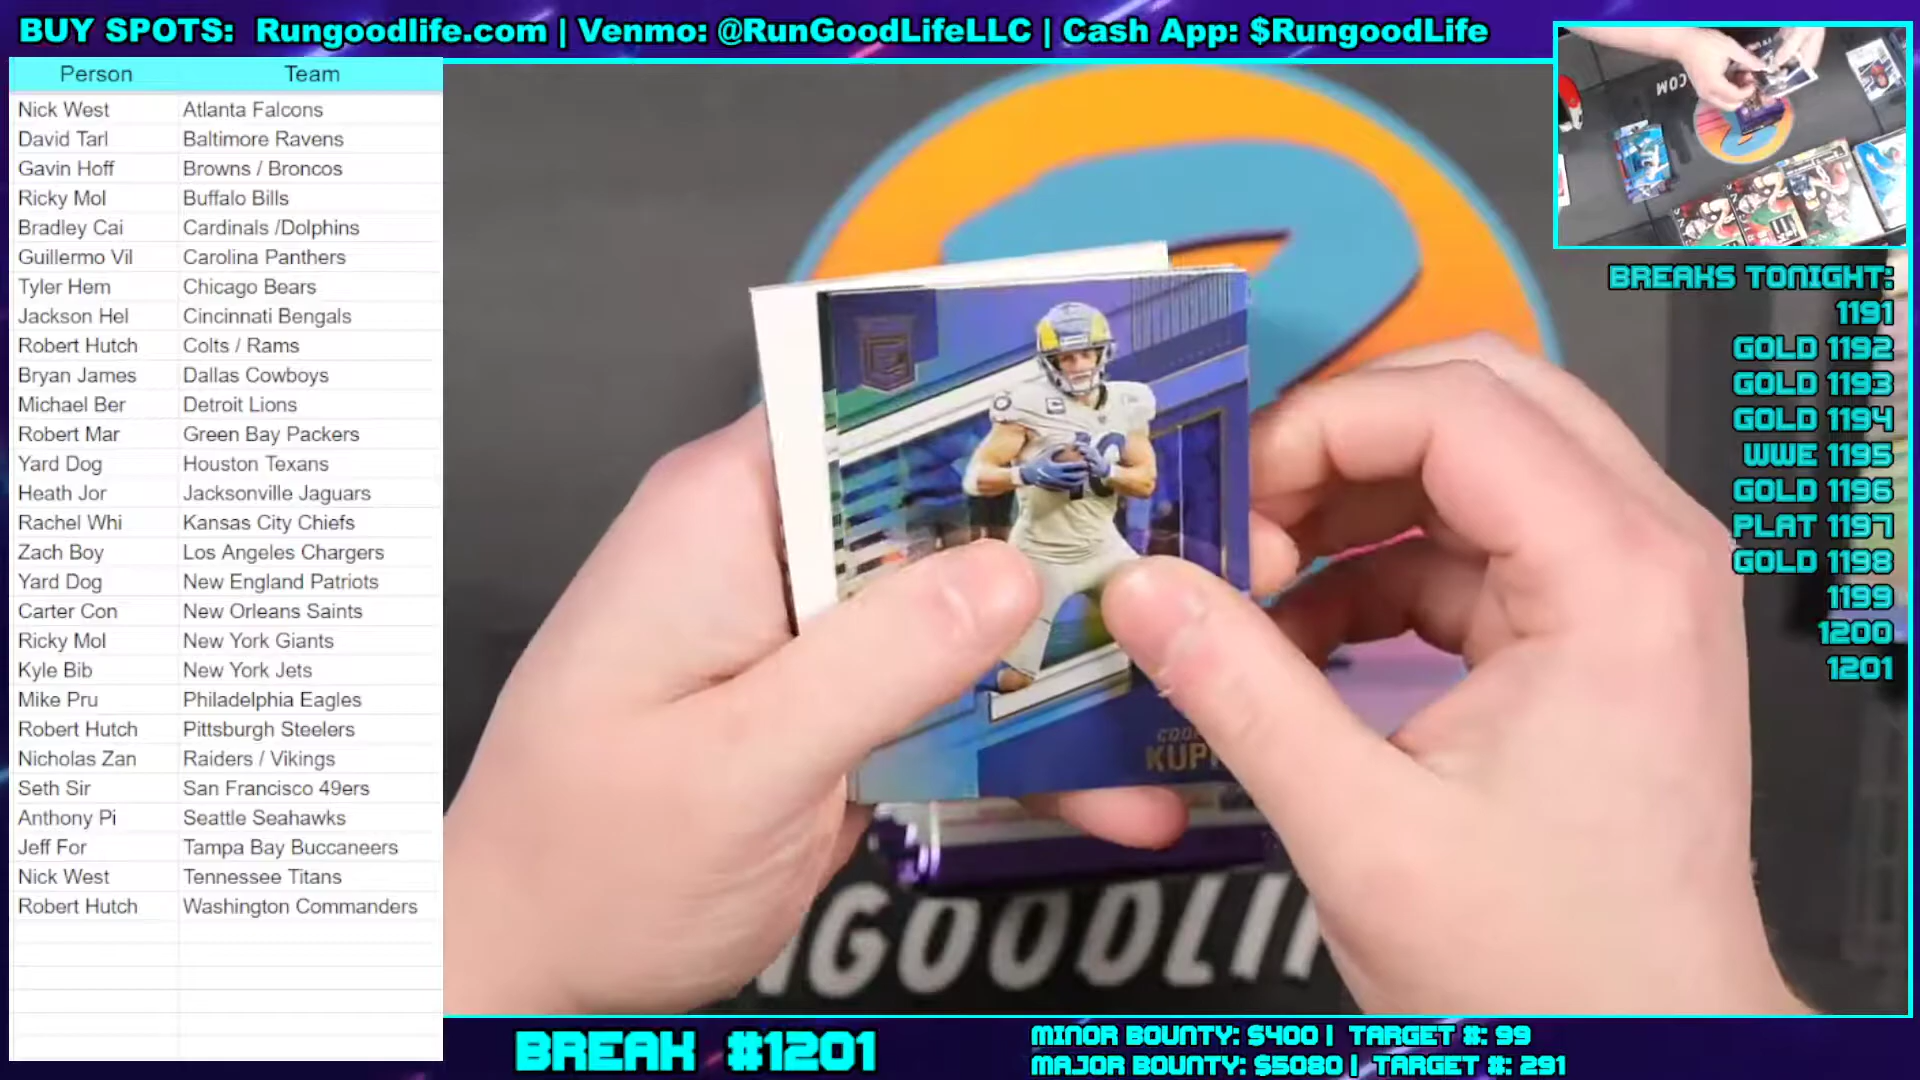 BUY SPOTS: Rungoodlife.com | Venmo: @RunGoodLifeLLC | Cash App: $RungoodLife
Person Team
Nick West Atlanta Falcons
David Tarl Baltimore Ravens
Gavin Hoff Browns / Broncos
Ricky Mol Buffalo Bills
Bradley Cai Cardinals /Dolphins
Guillermo Vil Carolina Panthers
Tyler Hem Chicago Bears
Jackson Hel Cincinnati Bengals
Robert Hutch Colts / Rams
Bryan James Dallas Cowboys
Michael Ber Detroit Lions
Robert Mar Green Bay Packers
Yard Dog Houston Texans
Heath Jor Jacksonville Jaguars
Rachel Whi Kansas City Chiefs
Zach Boy Los Angeles Chargers
Yard Dog New England Patriots
Carter Con New Orleans Saints
Ricky Mol New York Giants
Kyle Bib New York Jets
Mike Pru Philadelphia Eagles
Robert Hutch Pittsburgh Steelers
Nicholas Zan Raiders / Vikings
Seth Sir San Francisco 49ers
Anthony Pi Seattle Seahawks
Jeff For Tampa Bay Buccaneers
Nick West Tennessee Titans
Robert Hutch Washington Commanders
COM
BREAKS TONIGHT:
1191
GOLD 1192
GOLD 1193
GOLD 1194
WWE 1195
GOLD 1196
PLAT 1197
GOLD 1198
1199
1200
1201
KUPP
NGOODLI
BREAK #1201
MINOR BOUNTY: $400 | TARGET #: 99
MAJOR BOUNTY: $5080 | TARGET #: 291